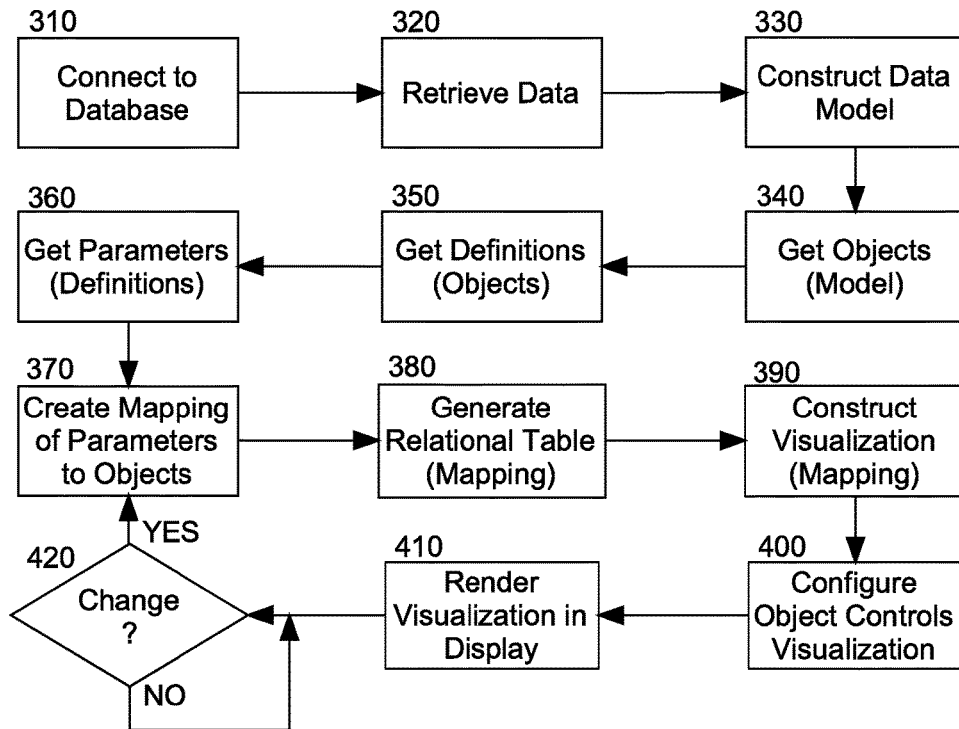 310
Connect to
Database
320
Retrieve Data
330
Construct Data
Model
360
Get Parameters
(Definitions)
350
Get Definitions
(Objects)
340
Get Objects
(Model)
370
Create Mapping
of Parameters
to Objects
380
Generate
Relational Table
(Mapping)
390
Construct
Visualization
(Mapping)
YES
420
Change
?
NO
410
Render
Visualization in
Display
400
Configure
Object Controls
Visualization